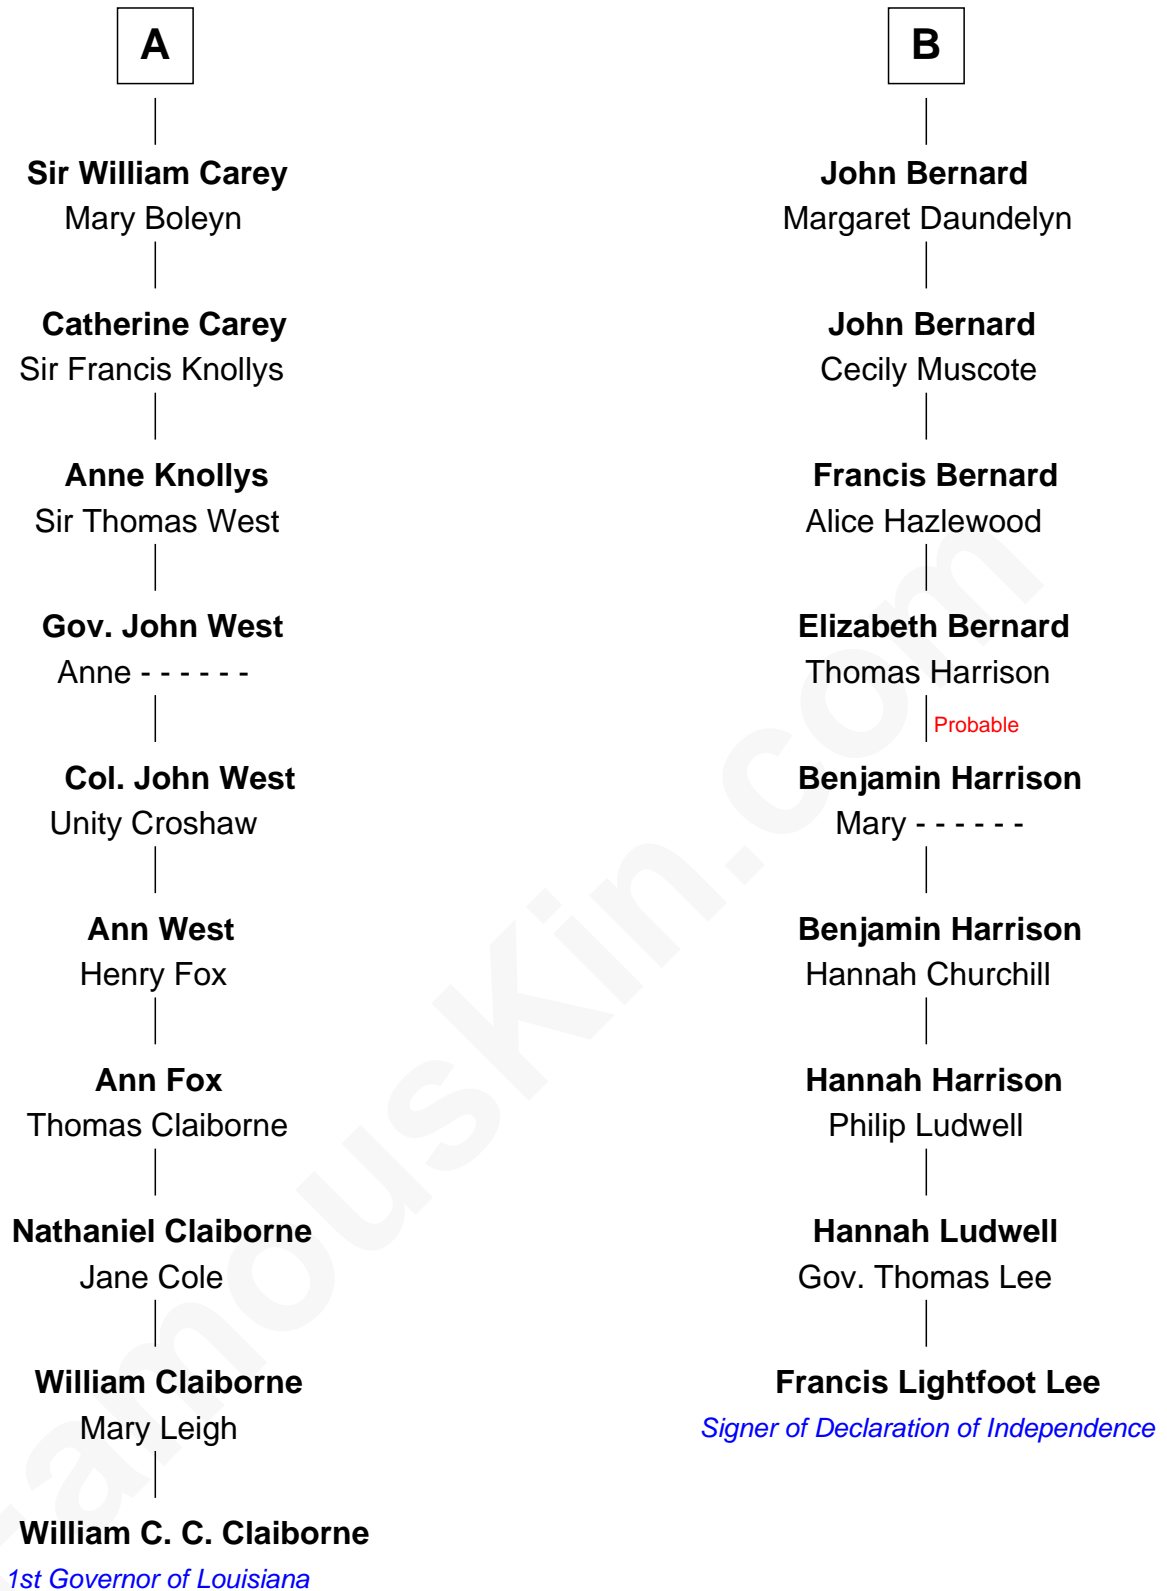 A
Sir William Carey
Mary Boleyn
Catherine Carey
Sir Francis Knollys
Anne Knollys
Sir Thomas West
Gov. John West
Anne - - - - - -
Col. John West
Unity Croshaw
Ann West
Henry Fox
Ann Fox
Thomas Claiborne
Nathaniel Claiborne
Jane Cole
William Claiborne
Mary Leigh
William C. C. Claiborne
1st Governor of Louisiana
B
John Bernard
Margaret Daundelyn
John Bernard
Cecily Muscote
Francis Bernard
Alice Hazlewood
Elizabeth Bernard
Thomas Harrison
Probable
Benjamin Harrison
Mary - - - - - -
Benjamin Harrison
Hannah Churchill
Hannah Harrison
Philip Ludwell
Hannah Ludwell
Gov. Thomas Lee
Francis Lightfoot Lee
Signer of Declaration of Independence
FamousKin.com